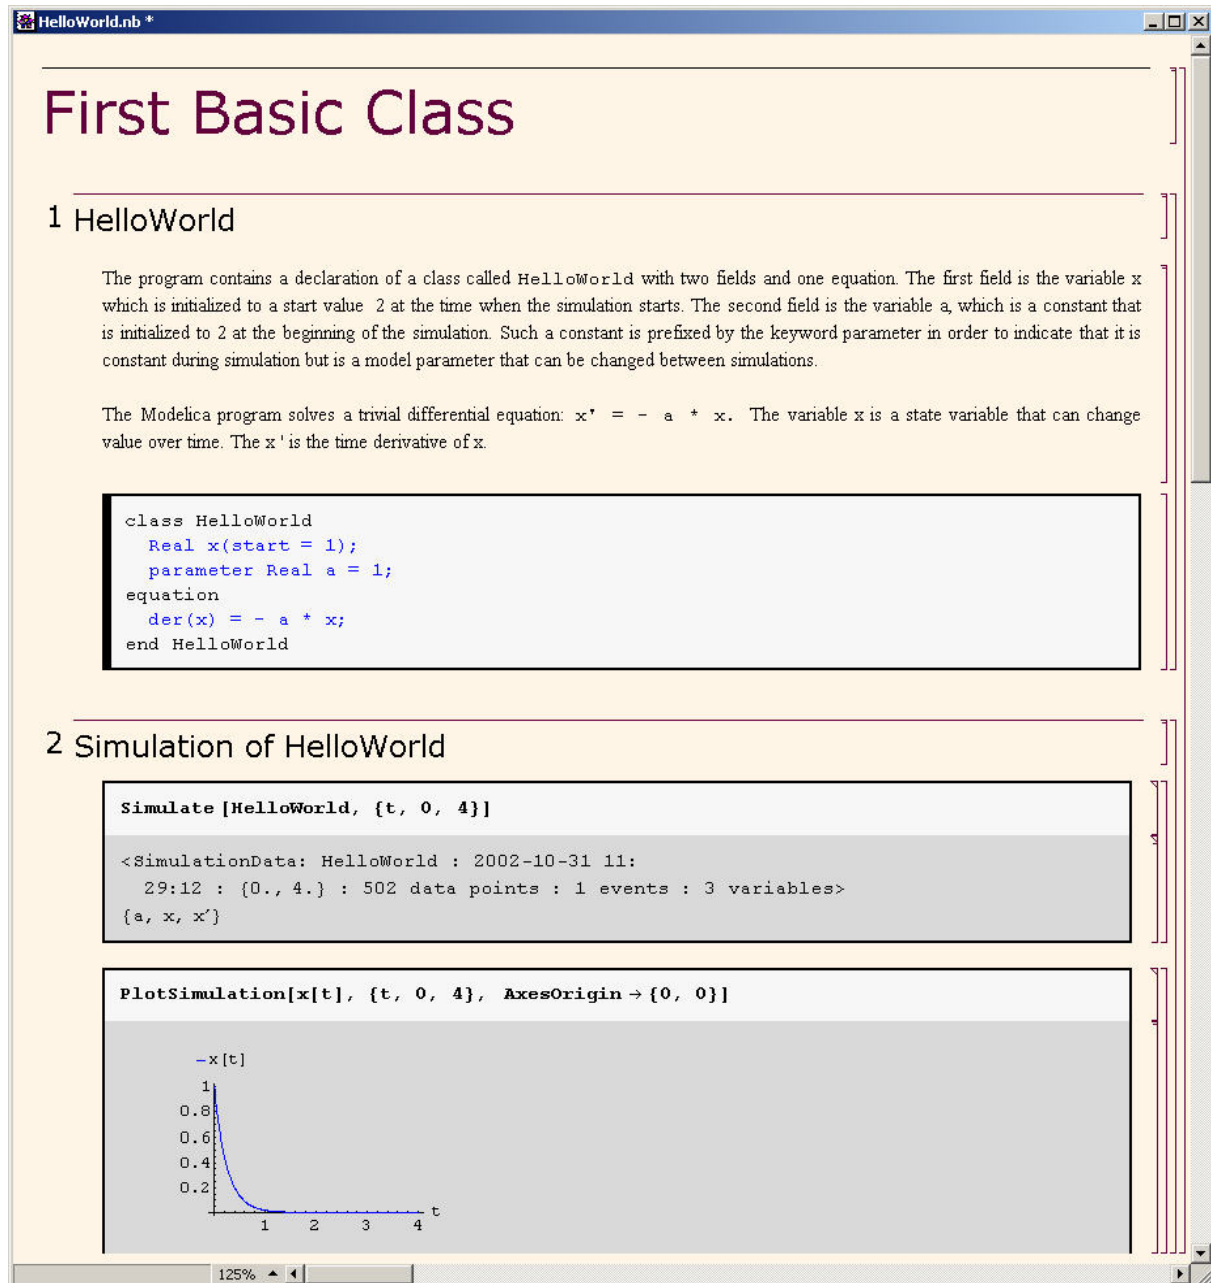 HelloWorld.nb *
First Basic Class
1 HelloWorld
The program contains a declaration of a class called HelloWorld with two fields and one equation. The first field is the variable x
which is initialized to a start value 2 at the time when the simulation starts. The second field is the variable a, which is a constant that
is initialized to 2 at the beginning of the simulation. Such a constant is prefixed by the keyword parameter in order to indicate that it is
constant during simulation but is a model parameter that can be changed between simulations.
The Modelica program solves a trivial differential equation: x' = - a * x. The variable x is a state variable that can change
value over time. The x ' is the time derivative of x.
class HelloWorld
Real x(start = 1);
parameter Real a = 1;
equation
der(x) = - a * x;
end HelloWorld
2 Simulation of HelloWorld
Simulate [HelloWorld, {t, 0, 4}]
<SimulationData: HelloWorld : 2002-10-31 11:
29:12 : {0., 4.} : 502 data points : 1 events : 3 variables>
{a, x, x′}
PlotSimulation[x[t], {t, 0, 4}, AxesOrigin → {0, 0}]
x[t]
1
0.8
0.6
0.4
0.2
t
1 2 3 4
125%